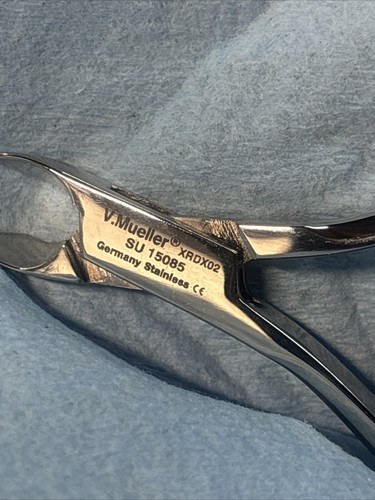 V.Mueller® XRDX02
SU 15085
Germany Stainless CE